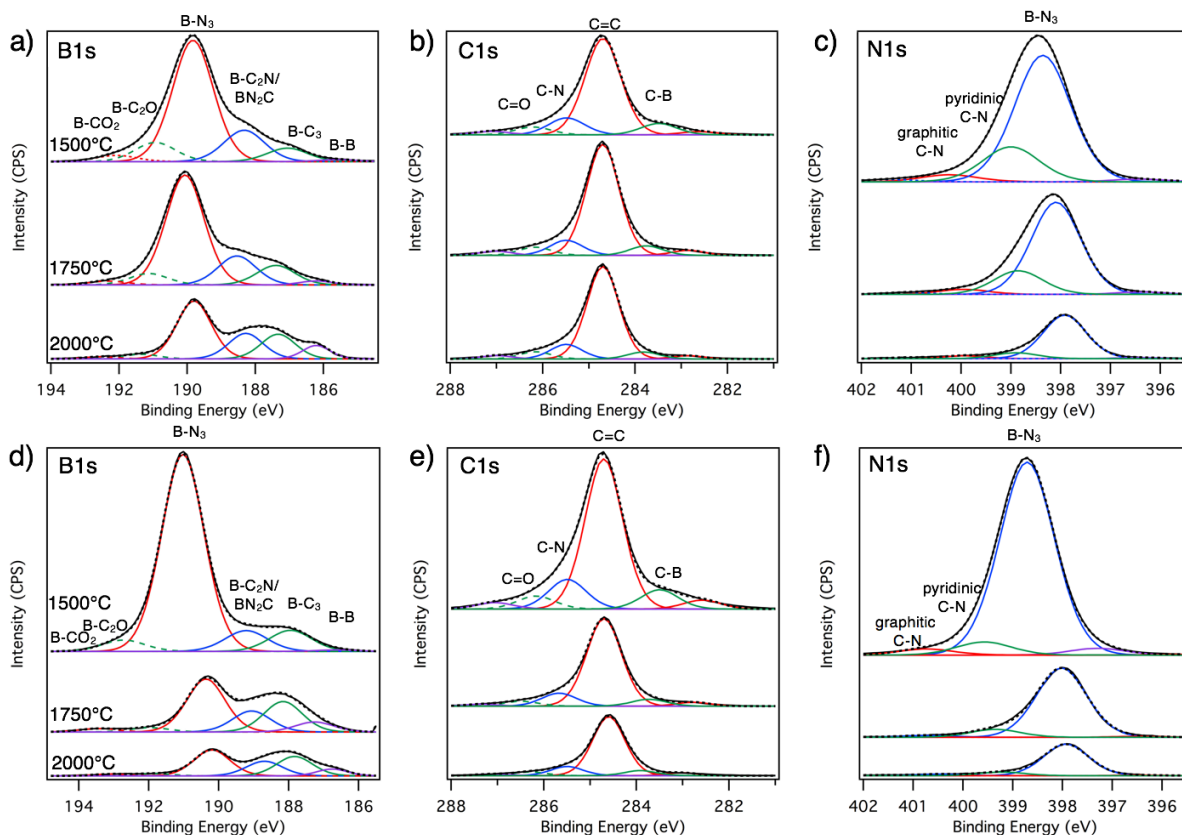 a)
B1s
B-N₃
B-CO₂
B-C₂O
B-C₂N/
BN₂C
B-C₃
B-B
1500°C
1750°C
2000°C
Intensity (CPS)
194 192 190 188 186
Binding Energy (eV)
b)
C1s
C=C
C=O
C-N
C-B
Intensity (CPS)
288 286 284 282
Binding Energy (eV)
c)
N1s
B-N₃
pyridinic
C-N
graphitic
C-N
Intensity (CPS)
402 401 400 399 398 397 396
Binding Energy (eV)
d)
B1s
B-N₃
B-C₂N/
BN₂C
B-C₃
B-B
1500°C
B-C₂O
B-CO₂
1750°C
2000°C
Intensity (CPS)
194 192 190 188 186
Binding Energy (eV)
e)
C1s
C=C
C-N
C=O
C-B
Intensity (CPS)
288 286 284 282
Binding Energy (eV)
f)
N1s
B-N₃
pyridinic
C-N
graphitic
C-N
Intensity (CPS)
402 401 400 399 398 397 396
Binding Energy (eV)